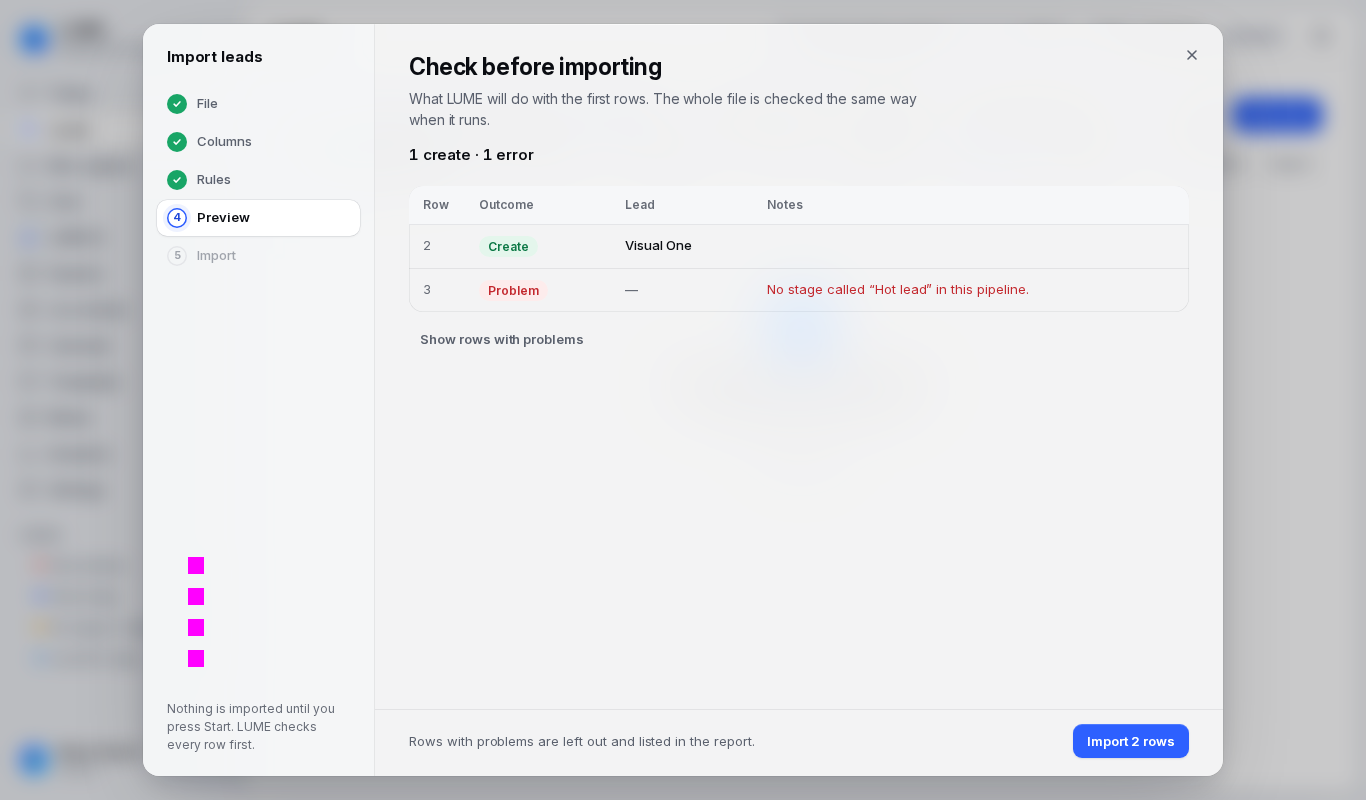 Import leads
File
Columns
Rules
4 Preview
5 Import
Nothing is imported until you
press Start. LUME checks
every row first.
Check before importing
What LUME will do with the first rows. The whole file is checked the same way
when it runs.
1 create · 1 error
Row Outcome Lead Notes
2 Create Visual One
3 Problem — No stage called “Hot lead” in this pipeline.
Show rows with problems
Rows with problems are left out and listed in the report.
Import 2 rows